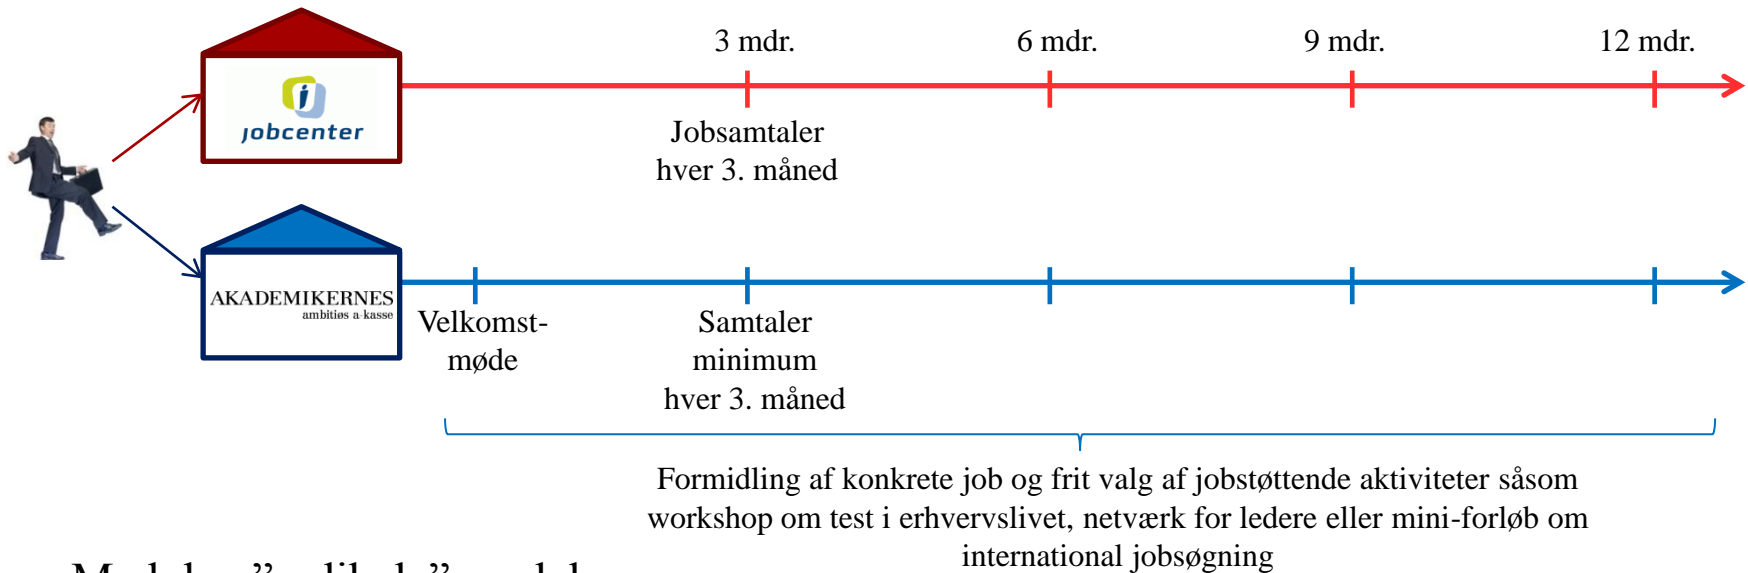 3 mdr.
6 mdr.
9 mdr.
12 mdr.
jobcenter
Jobsamtaler
hver 3. måned
AKADEMIKERNES
ambitiøs a-kasse
Velkomst-
møde
Samtaler
minimum
hver 3. måned
Formidling af konkrete job og frit valg af jobstøttende aktiviteter såsom
workshop om test i erhvervslivet, netværk for ledere eller mini-forløb om
international jobsøgning